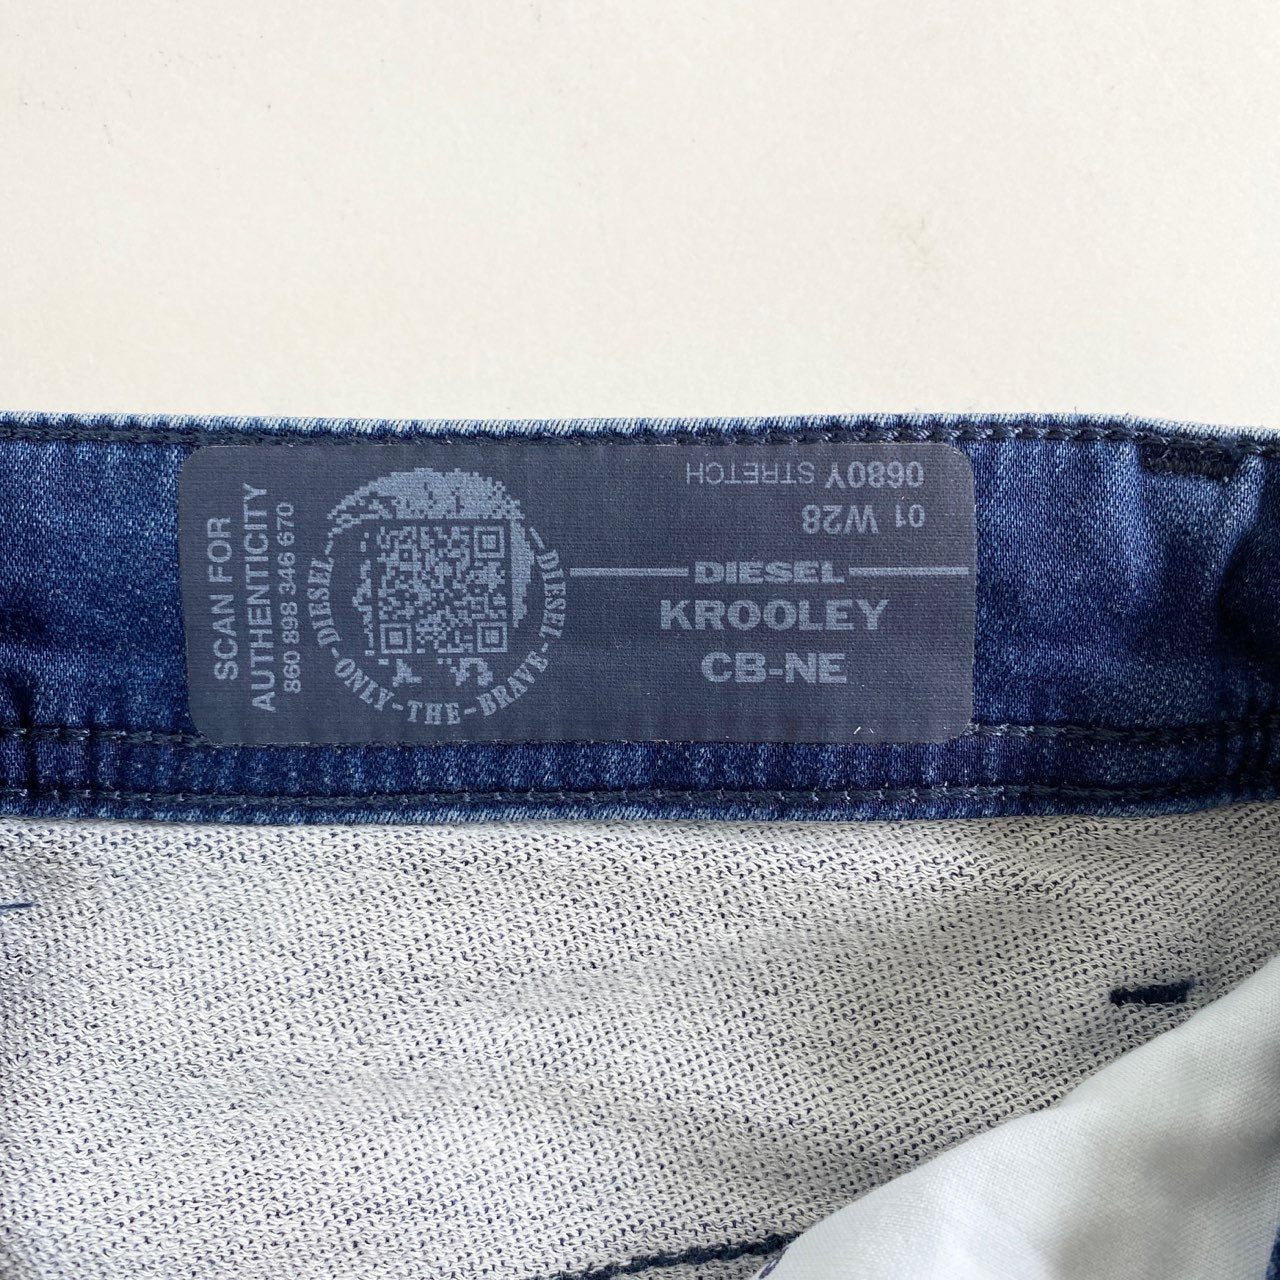 SCAN FOR
AUTHENTICITY
860 898 346 670
DIESEL-ONLY-THE-BRAVE-DIESEL
0680Y STRETCH
01 W28
DIESEL
KROOLEY
CB-NE